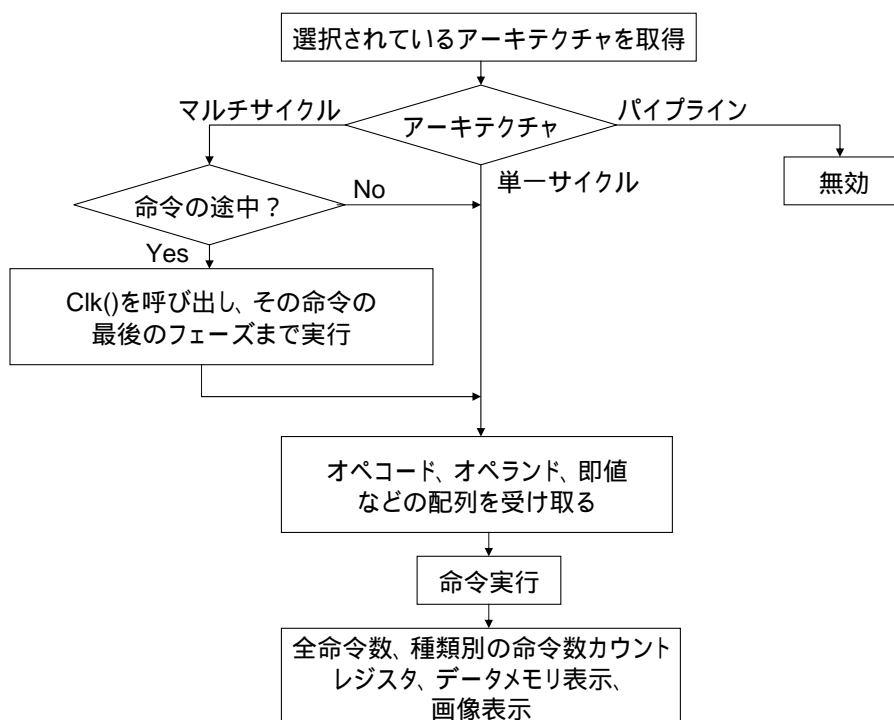 選択されているアーキテクチャを取得
マルチサイクル
アーキテクチャ
パイプライン
命令の途中？
No
単一サイクル
無効
Yes
Clk()を呼び出し、その命令の
最後のフェーズまで実行
オペコード、オペランド、即値
などの配列を受け取る
命令実行
全命令数、種類別の命令数カウント
レジスタ、データメモリ表示、
画像表示